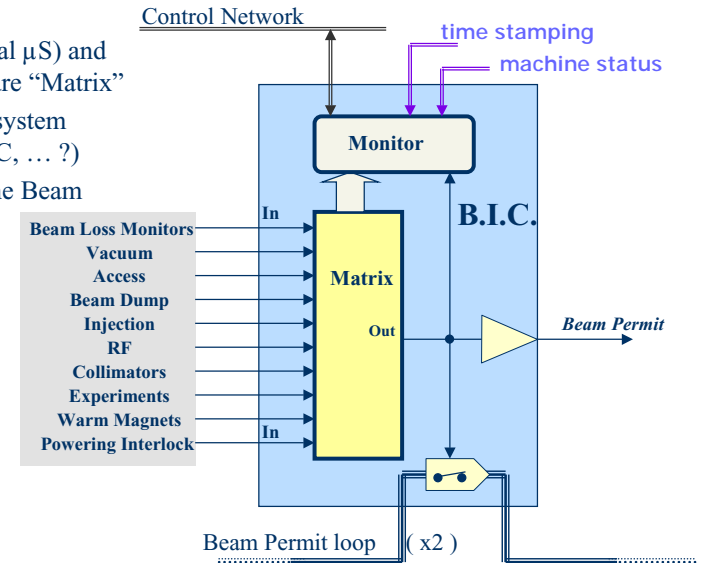 Control Network
time stamping
machine status
al µS) and
are “Matrix”
system
C, … ?)
ne Beam
Monitor
B.I.C.
In
Beam Loss Monitors
Vacuum
Access
Beam Dump
Injection
RF
Collimators
Experiments
Warm Magnets
Powering Interlock
In
Matrix
Out
Beam Permit
Beam Permit loop ( x2 )